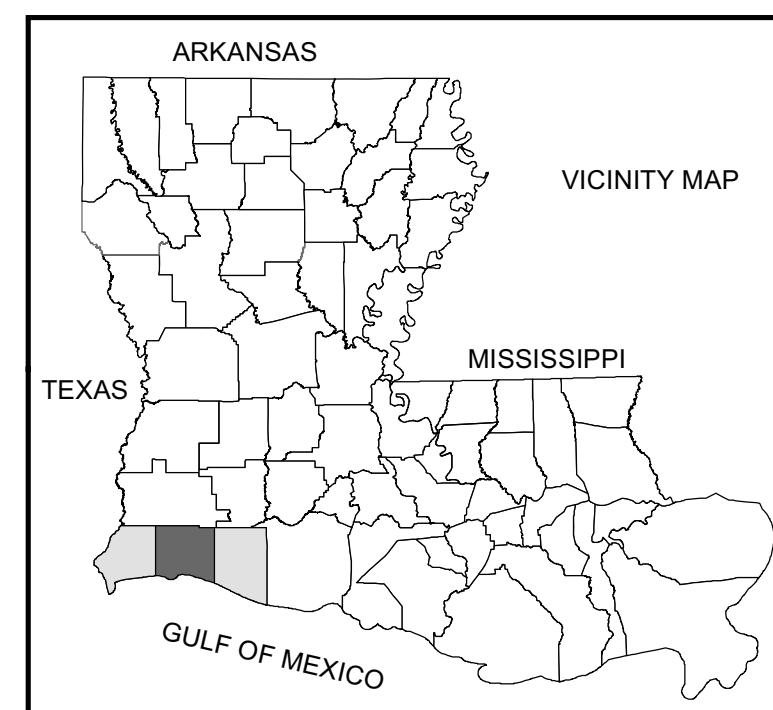 ARKANSAS
VICINITY MAP
MISSISSIPPI
TEXAS
GULF OF MEXICO